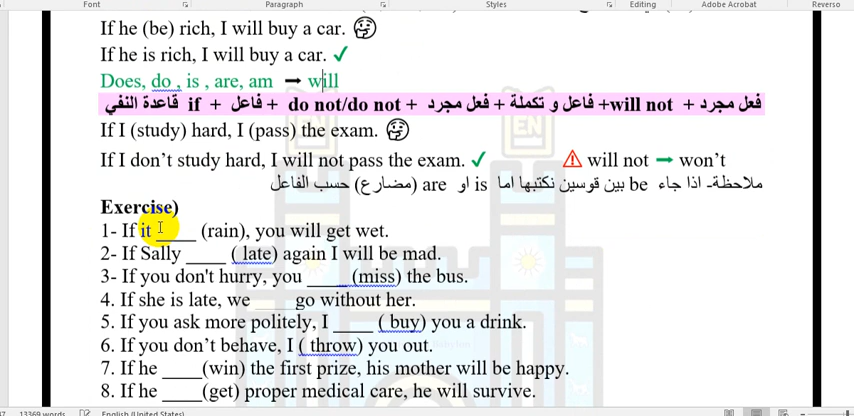 Font Paragraph Styles Editing Adobe Acrobat Reverso
If he (be) rich, I will buy a car.
If he is rich, I will buy a car. ✓
Does, do , is , are, am ➞ will
قاعدة النفي if + فاعل + do not/do not + فعل مجرد + فاعل و تكملة +will not + فعل مجرد
If I (study) hard, I (pass) the exam.
If I don’t study hard, I will not pass the exam. ✓ will not ➞ won’t
ملاحظة- اذا جاء be بين قوسين نكتبها اما is او are (مضارع) حسب الفاعل
Exercise)
1- If it ____ (rain), you will get wet.
2- If Sally ____ ( late) again I will be mad.
3- If you don't hurry, you ____ (miss) the bus.
4. If she is late, we ____go without her.
5. If you ask more politely, I ____ ( buy) you a drink.
6. If you don’t behave, I ( throw) you out.
7. If he ____(win) the first prize, his mother will be happy.
8. If he ____(get) proper medical care, he will survive.
13369 words English (United States)